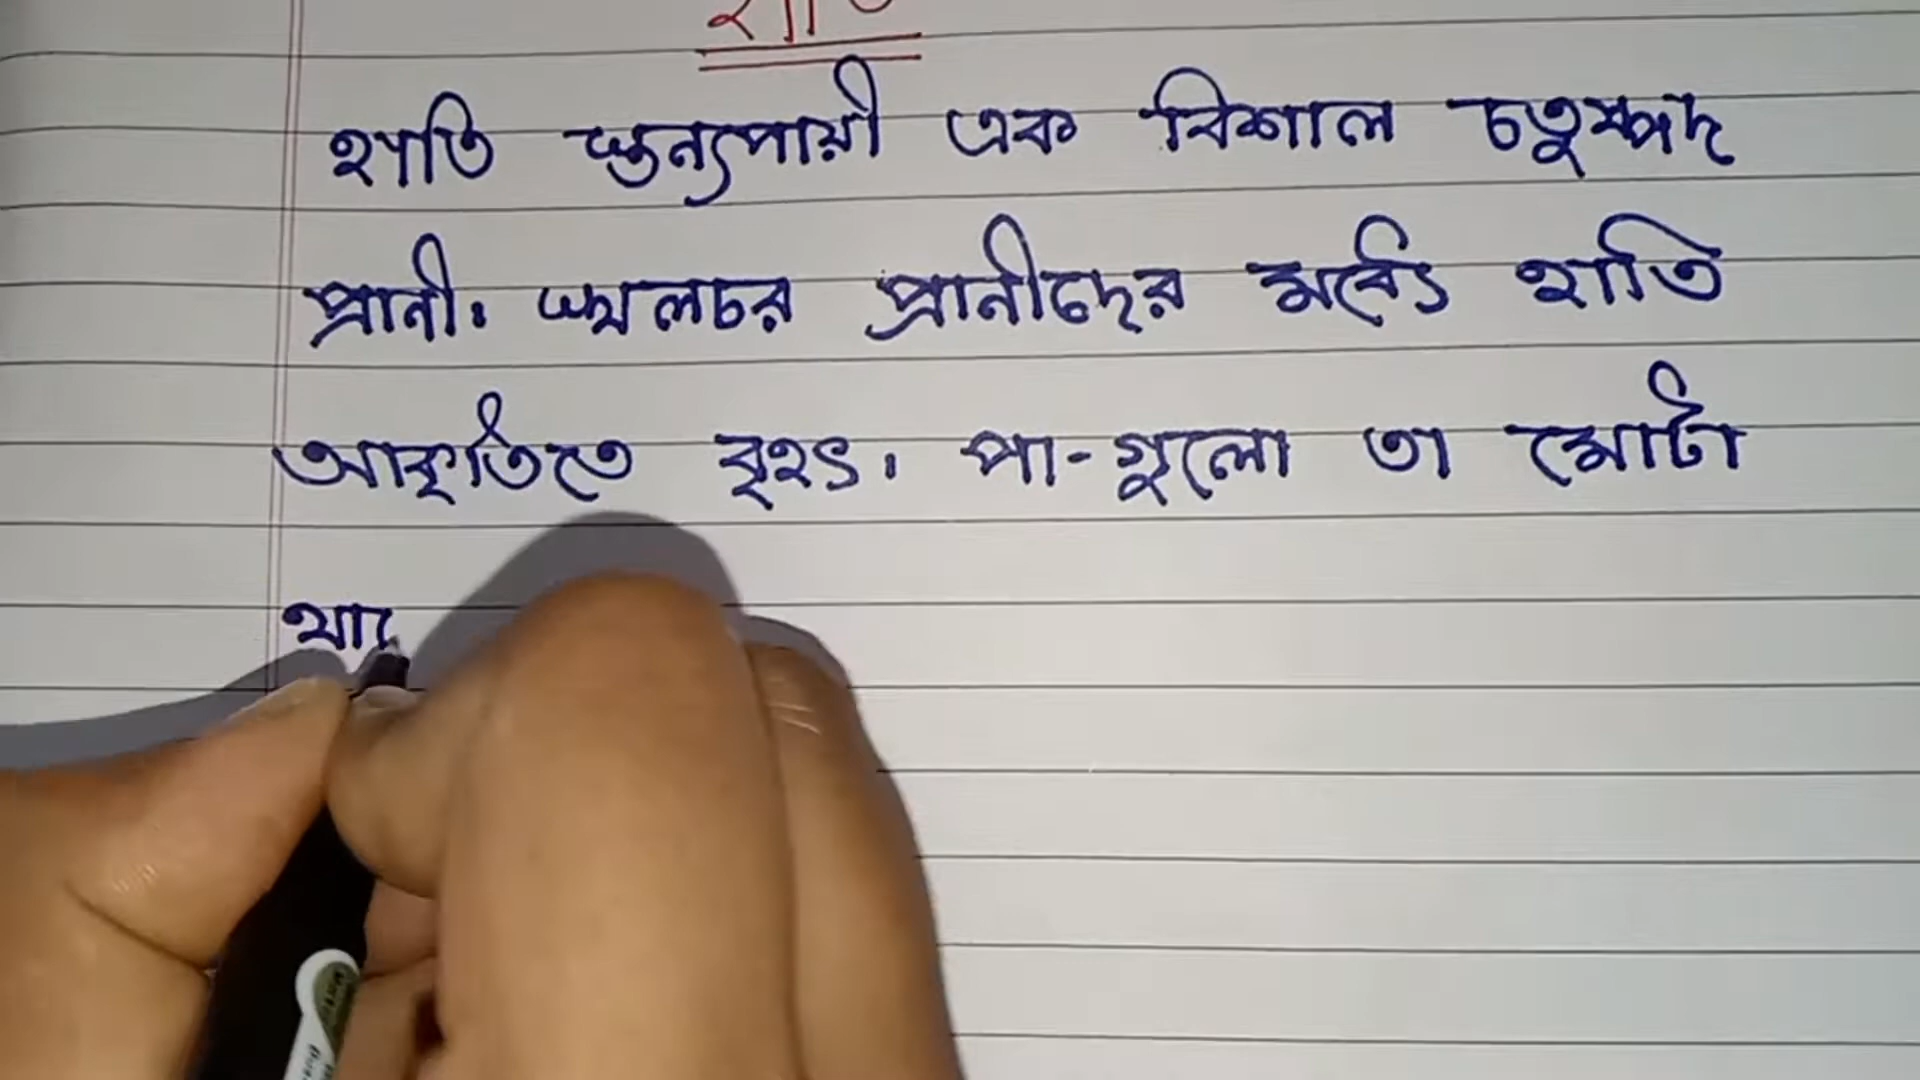 হাতি
হাতি স্তন্যপায়ী এক বিশাল চতুষ্পদ
প্রানী। স্থলচর প্রানীদের মধ্যে হাতি
আকৃতিতে বৃহৎ। পা-গুলো তা মোটা
থা